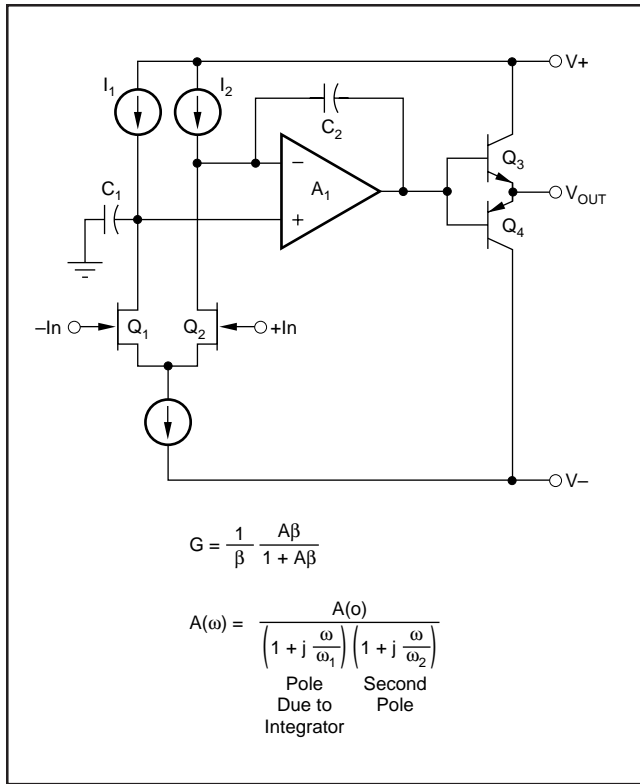 V+
I1 I2
C2
−
A1
+
Q3
VOUT
Q4
C1
–In Q1 Q2 +In
V–
G = 1/β Aβ/(1 + Aβ)
A(ω) = A(o)/((1 + j ω/ω1) (1 + j ω/ω2))
Pole Second
Due to Pole
Integrator